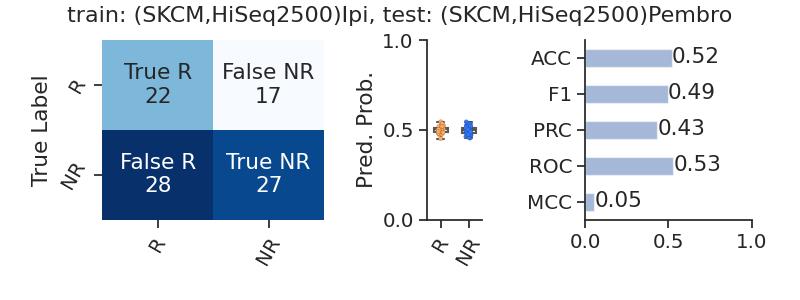 train: (SKCM,HiSeq2500)Ipi, test: (SKCM,HiSeq2500)Pembro
True Label
R
NR
True R
22
False NR
17
False R
28
True NR
27
R
NR
Pred. Prob.
1.0
0.5
0.0
R
NR
ACC
0.52
F1
0.49
PRC
0.43
ROC
0.53
MCC
0.05
0.0
0.5
1.0